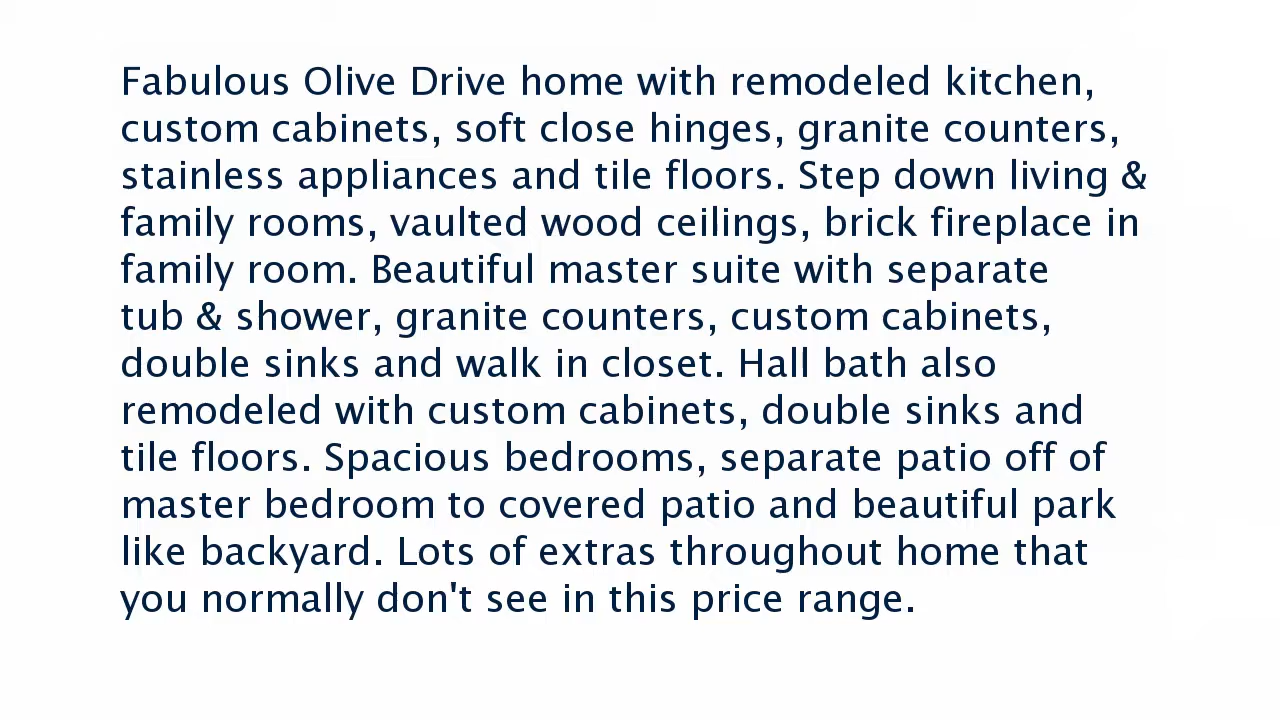 Fabulous Olive Drive home with remodeled kitchen,
custom cabinets, soft close hinges, granite counters,
stainless appliances and tile floors. Step down living &
family rooms, vaulted wood ceilings, brick fireplace in
family room. Beautiful master suite with separate
tub & shower, granite counters, custom cabinets,
double sinks and walk in closet. Hall bath also
remodeled with custom cabinets, double sinks and
tile floors. Spacious bedrooms, separate patio off of
master bedroom to covered patio and beautiful park
like backyard. Lots of extras throughout home that
you normally don't see in this price range.